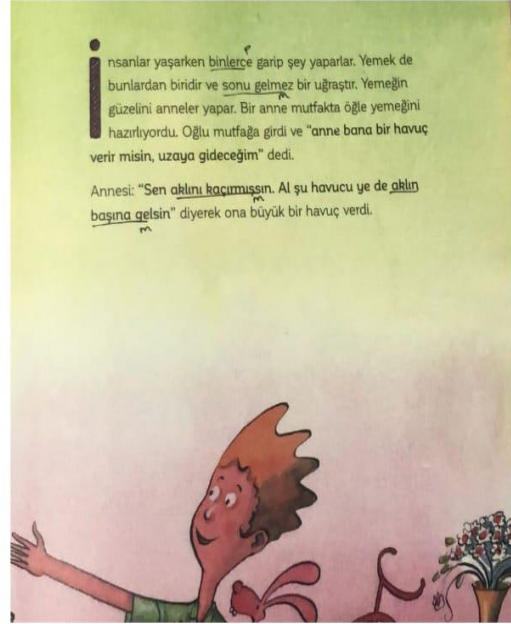 İnsanlar yaşarken binlerce garip şey yaparlar. Yemek de
bunlardan biridir ve sonu gelmez bir uğraştır. Yemeğin
güzelini anneler yapar. Bir anne mutfakta öğle yemeğini
hazırlıyordu. Oğlu mutfağa girdi ve "anne bana bir havuç
verir misin, uzaya gideceğim" dedi.
Annesi: "Sen aklını kaçırmışsın. Al şu havucu ye de aklın
başına gelsin" diyerek ona büyük bir havuç verdi.